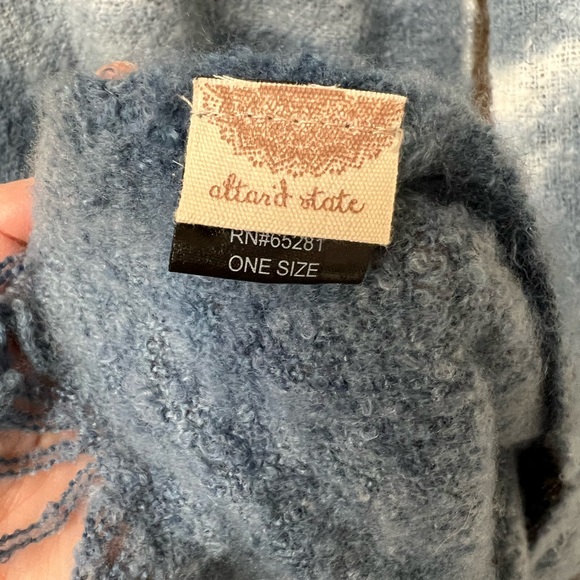 altar'd state
RN#65281
ONE SIZE